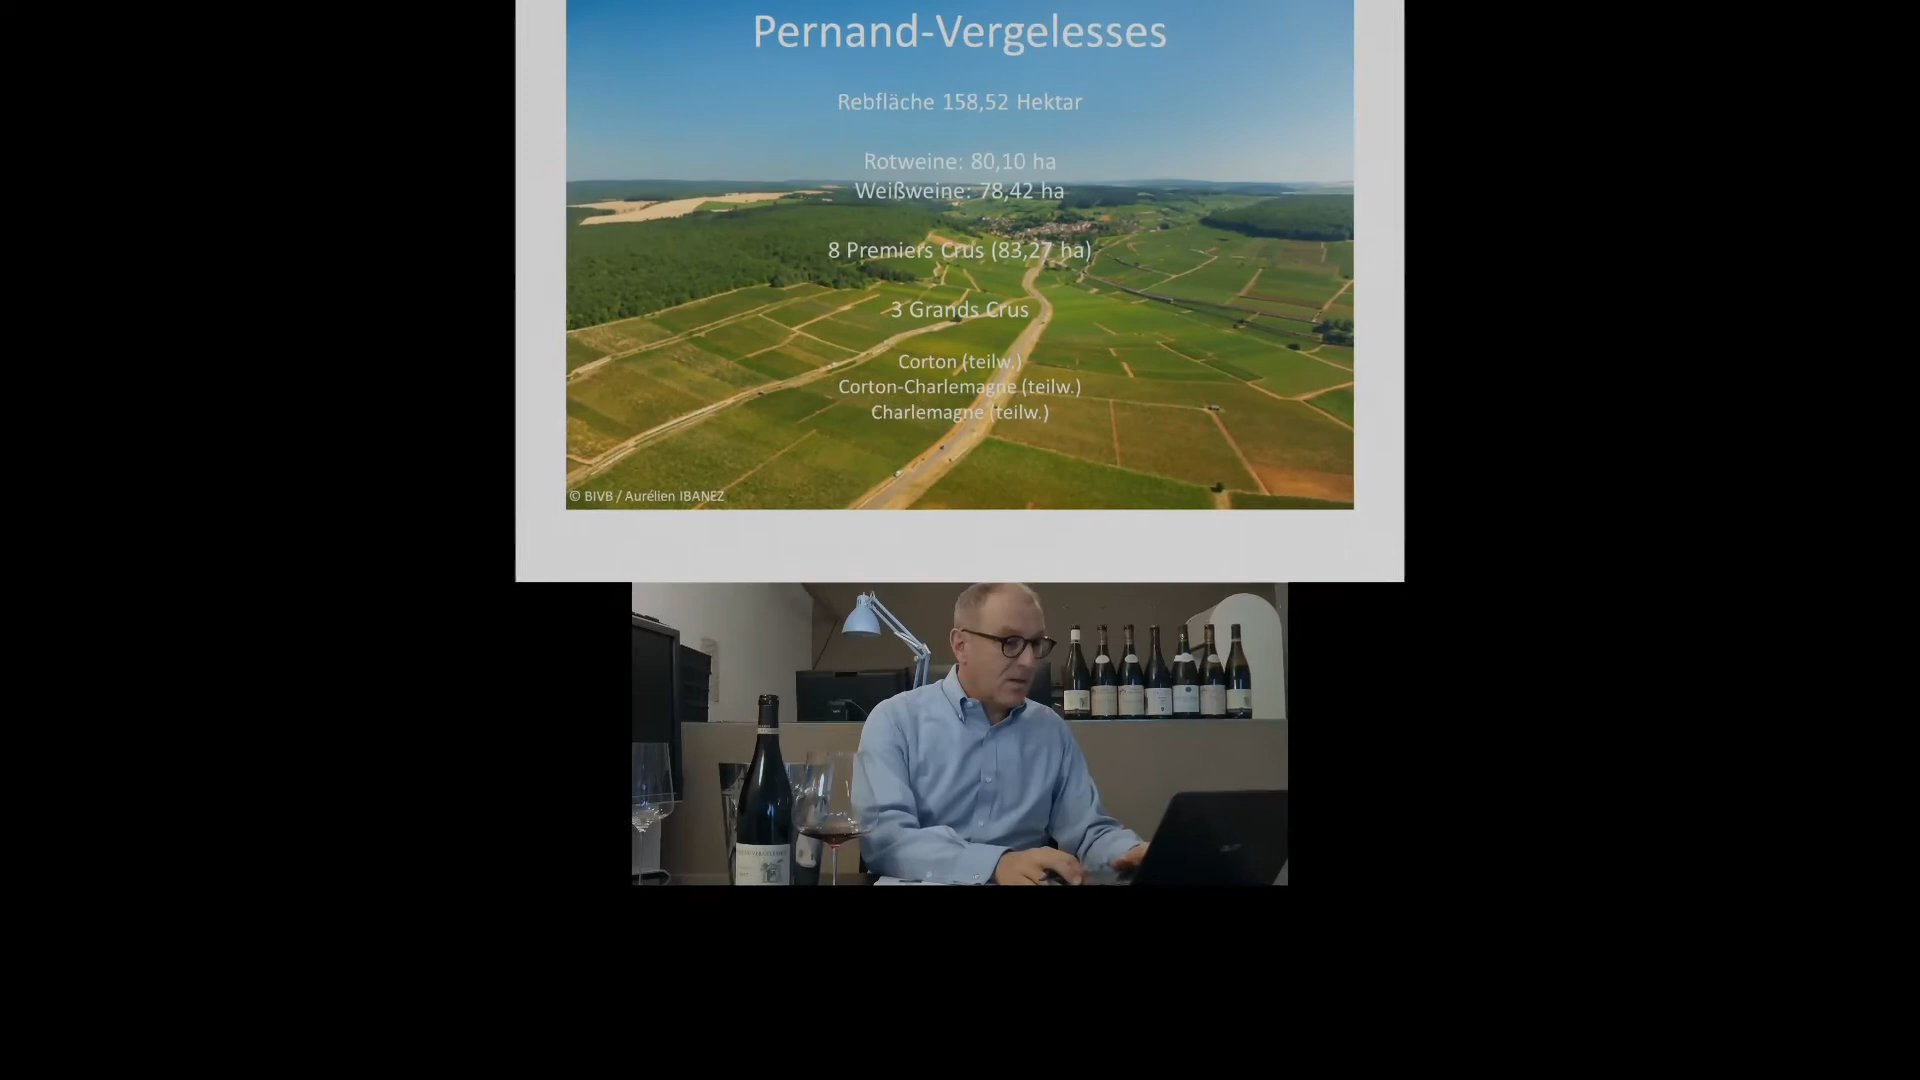 Pernand-Vergelesses
Rebfläche 158,52 Hektar
Rotweine: 80,10 ha
Weißweine: 78,42 ha
8 Premiers Crus (83,27 ha)
3 Grands Crus
Corton (teilw.)
Corton-Charlemagne (teilw.)
Charlemagne (teilw.)
© BIVB / Aurélien IBANEZ